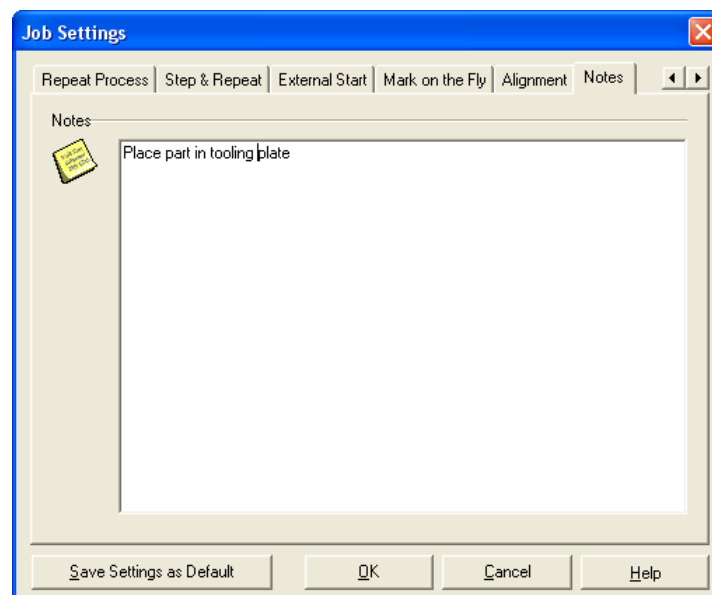 Job Settings
Repeat Process Step & Repeat External Start Mark on the Fly Alignment Notes
Notes
Place part in tooling plate
Save Settings as Default OK Cancel Help